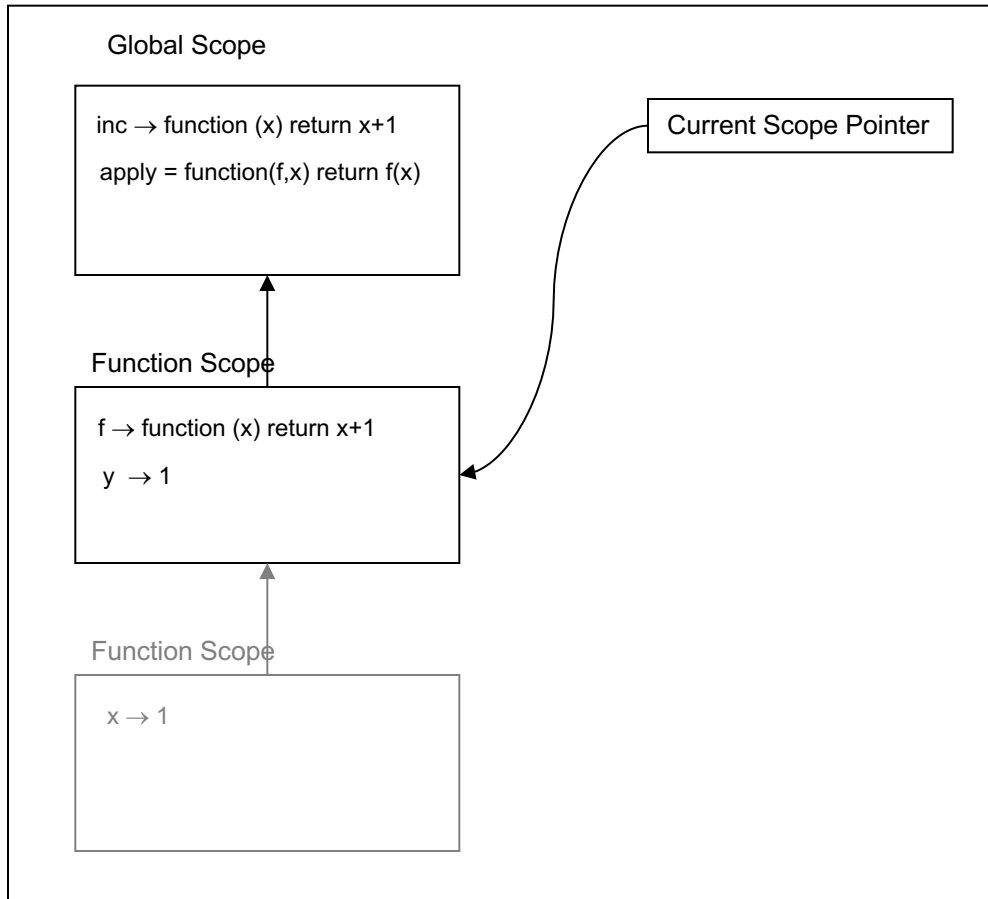 Global Scope
inc → function (x) return x+1
apply = function(f,x) return f(x)
Current Scope Pointer
Function Scope
f → function (x) return x+1
y → 1
Function Scope
x → 1